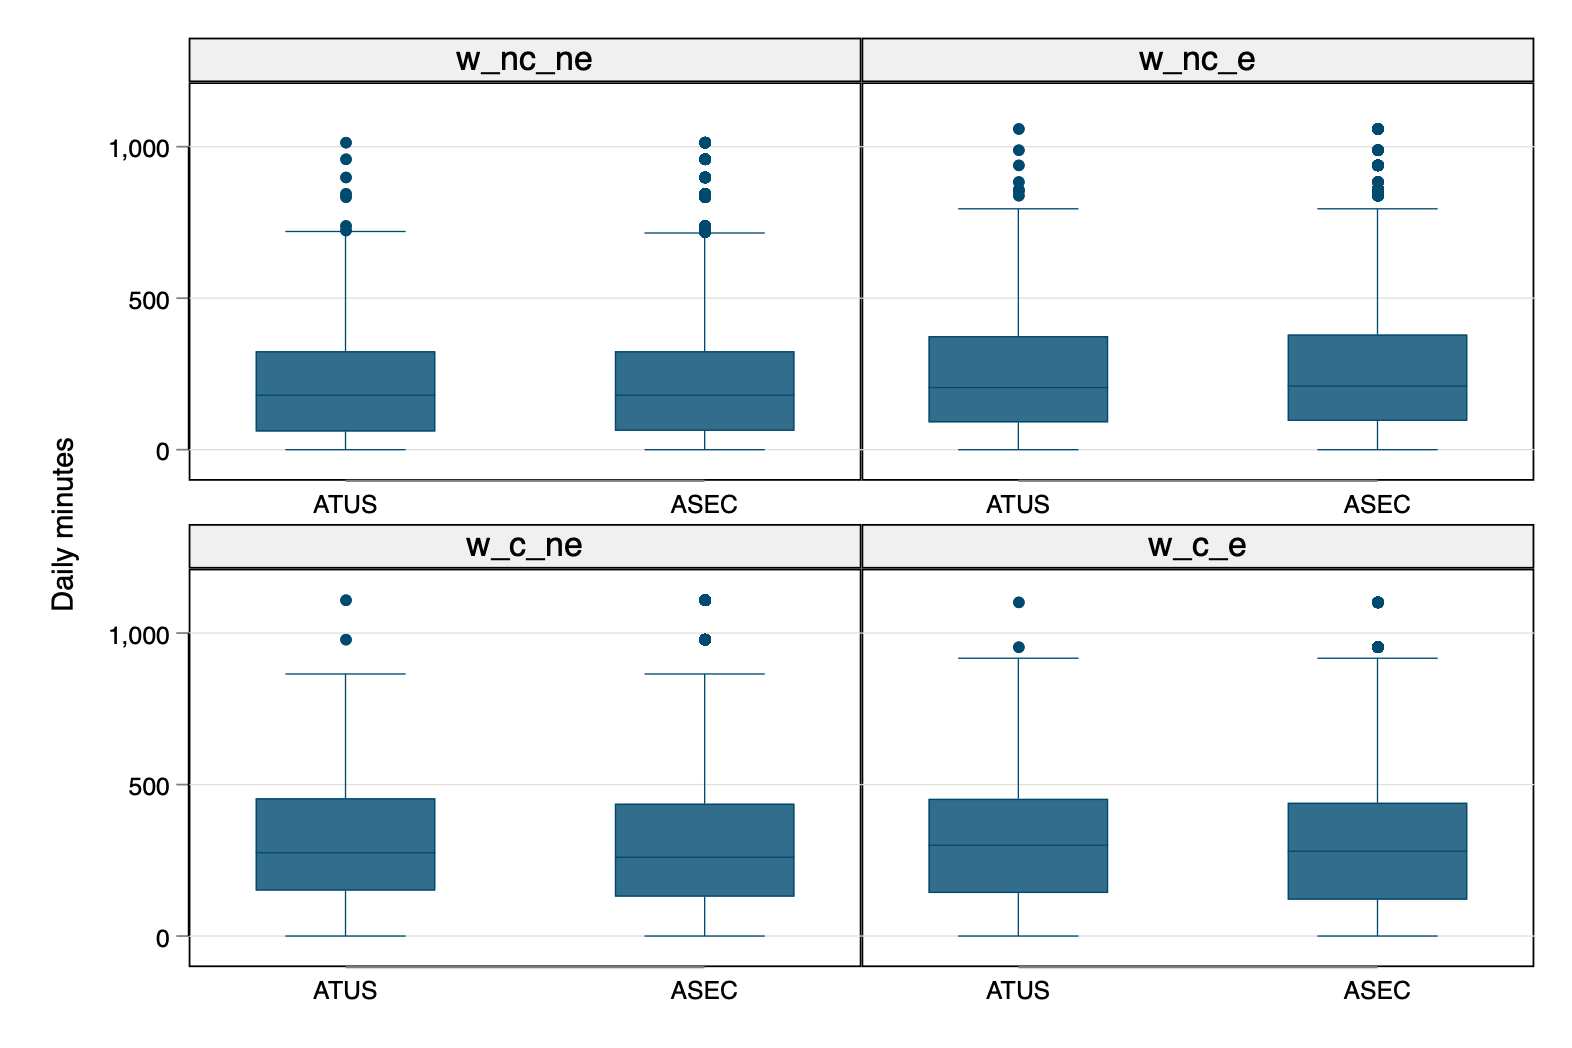 w_nc_ne
w_nc_e
1,000
500
0
ATUS
ASEC
ATUS
ASEC
Daily minutes
w_c_ne
w_c_e
1,000
500
0
ATUS
ASEC
ATUS
ASEC